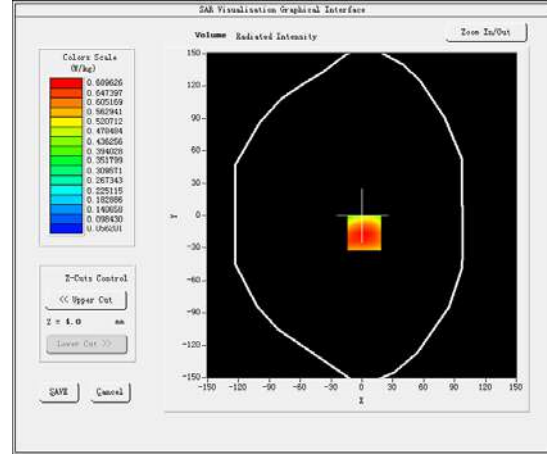 SAR Visualisation Graphical Interface
Volume Radiated Intensity
Zoom In/Out
Colors Scale
(W/kg)
0.689626
0.647397
0.605169
0.562941
0.520712
0.478484
0.436256
0.394028
0.351799
0.309571
0.267343
0.225115
0.182886
0.140658
0.098430
0.056201
150
120
90
60
30
0
-30
-60
-90
-120
-150
Y
-150 -120 -90 -60 -30 0 30 60 90 120 150
X
Z-Cuts Control
<< Upper Cut
Z = 4.0 mm
Lower Cut >>
SAVE Cancel